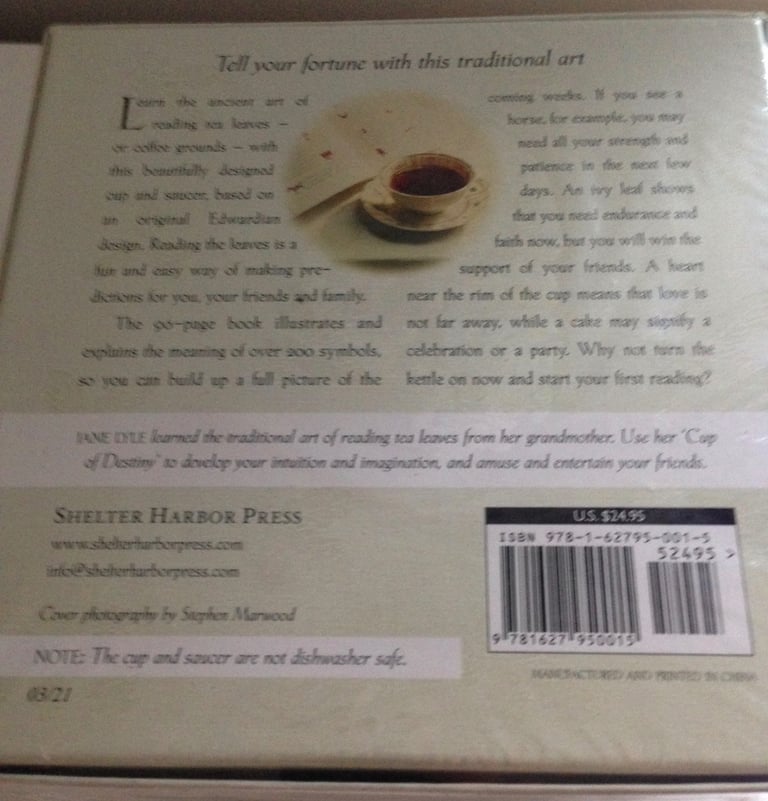 Tell your fortune with this traditional art
Learn the ancient art of
reading tea leaves –
or coffee grounds – with
this beautifully designed
cup and saucer, based on
an original Edwardian
design. Reading the leaves is a
fun and easy way of making pre-
dictions for you, your friends and family.
The 96-page book illustrates and
explains the meaning of over 200 symbols,
so you can build up a full picture of the
coming weeks. If you see a
horse, for example, you may
need all your strength and
patience in the next few
days. An ivy leaf shows
that you need endurance and
faith now, but you will win the
support of your friends. A heart
near the rim of the cup means that love is
not far away, while a cake may signify a
celebration or a party. Why not turn the
kettle on now and start your first reading?
JANE LYLE learned the traditional art of reading tea leaves from her grandmother. Use her 'Cup
of Destiny' to develop your intuition and imagination, and amuse and entertain your friends.
SHELTER HARBOR PRESS
www.shelterharborpress.com
info@shelterharborpress.com
Cover photography by Stephen Marwood
NOTE: The cup and saucer are not dishwasher safe.
03/21
U.S. $24.95
ISBN 978-1-62795-001-5
52495 >
9 781627 950015
MANUFACTURED AND PRINTED IN CHINA